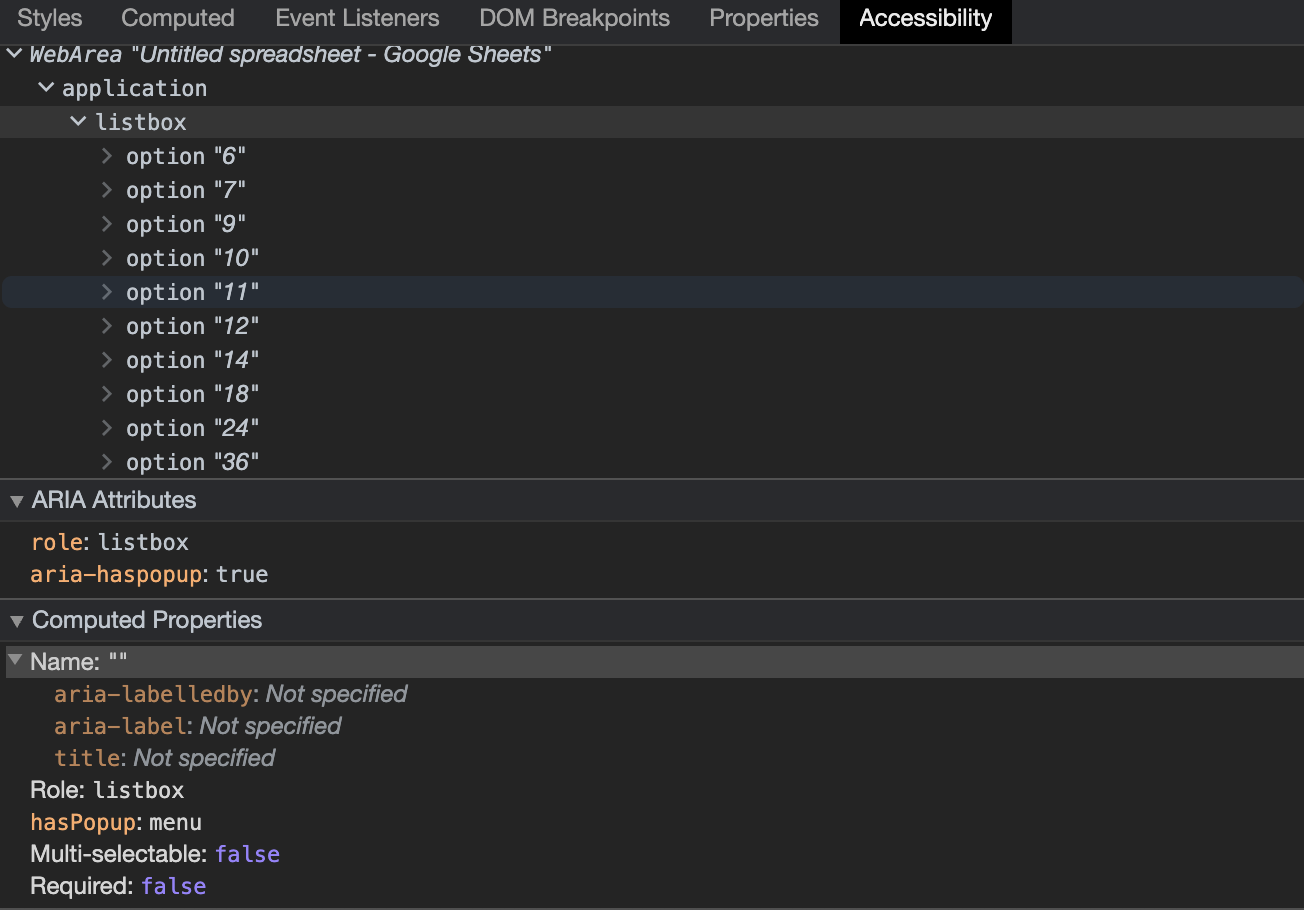 Styles Computed Event Listeners DOM Breakpoints Properties Accessibility
WebArea "Untitled spreadsheet - Google Sheets"
application
listbox
option "6"
option "7"
option "9"
option "10"
option "11"
option "12"
option "14"
option "18"
option "24"
option "36"
ARIA Attributes
role: listbox
aria-haspopup: true
Computed Properties
Name: ""
aria-labelledby: Not specified
aria-label: Not specified
title: Not specified
Role: listbox
hasPopup: menu
Multi-selectable: false
Required: false